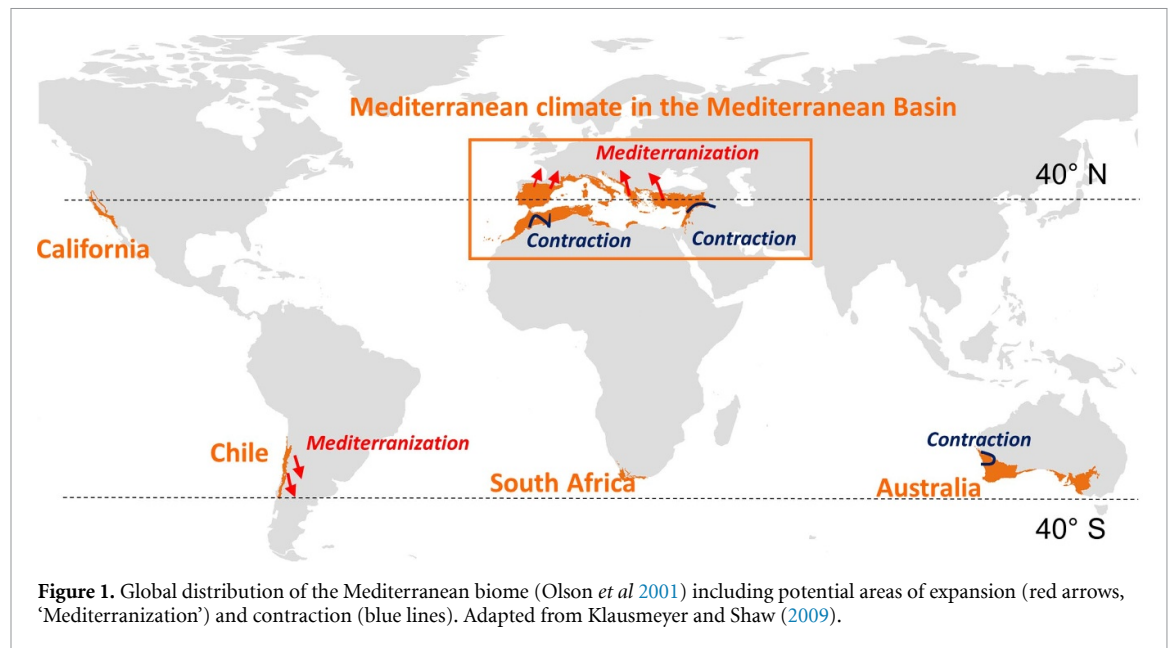 Mediterranean climate in the Mediterranean Basin
Mediterranization
40° N
California
Contraction
Contraction
Chile
Mediterranization
South Africa
Contraction
Australia
40° S
Figure 1. Global distribution of the Mediterranean biome (Olson et al 2001) including potential areas of expansion (red arrows,
‘Mediterranization’) and contraction (blue lines). Adapted from Klausmeyer and Shaw (2009).